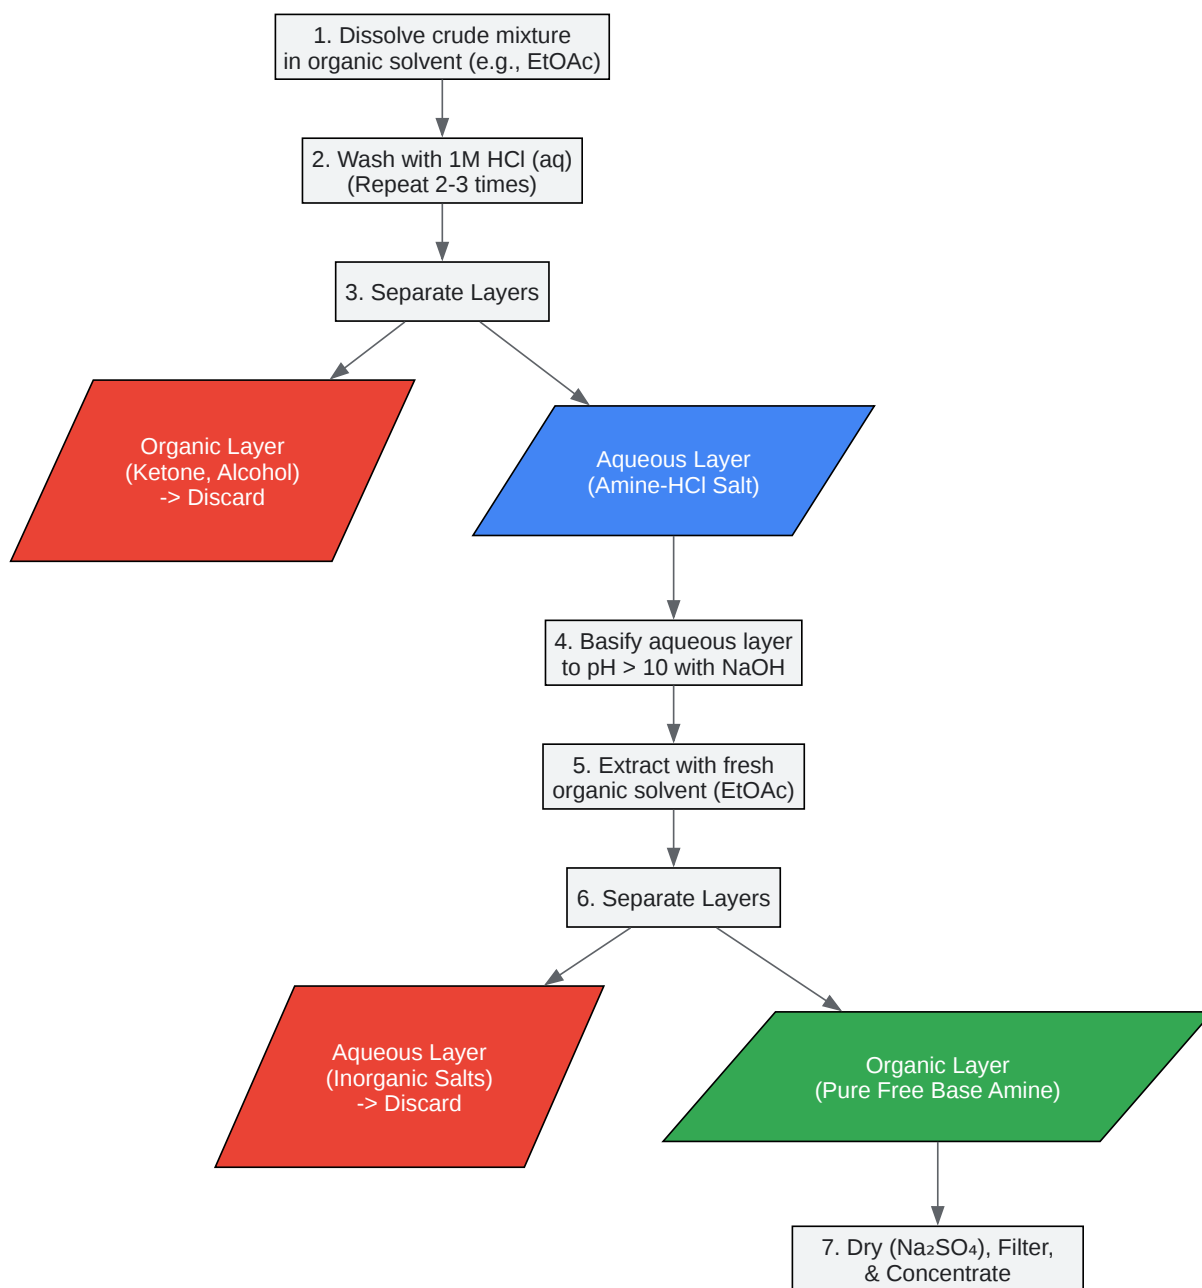 1. Dissolve crude mixture
in organic solvent (e.g., EtOAc)
2. Wash with 1M HCl (aq)
(Repeat 2-3 times)
3. Separate Layers
Organic Layer
(Ketone, Alcohol)
-> Discard
Aqueous Layer
(Amine-HCl Salt)
4. Basify aqueous layer
to pH > 10 with NaOH
5. Extract with fresh
organic solvent (EtOAc)
6. Separate Layers
Aqueous Layer
(Inorganic Salts)
-> Discard
Organic Layer
(Pure Free Base Amine)
7. Dry (Na₂SO₄), Filter,
& Concentrate